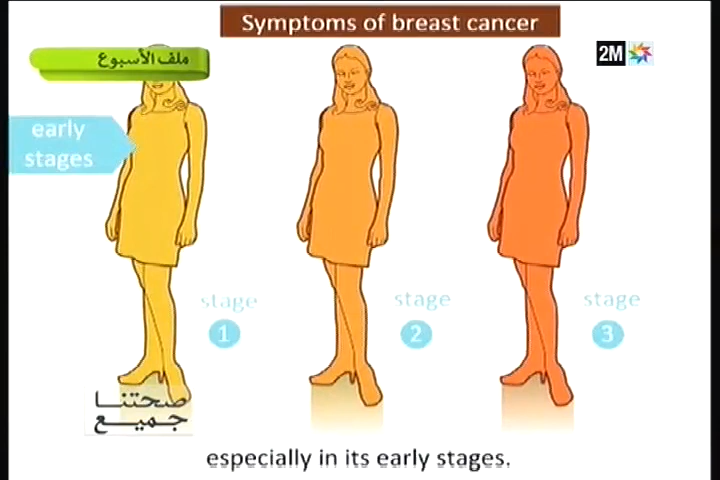 Symptoms of breast cancer
2M
ملف الأسبوع
early
stages
stage
1
stage
2
stage
3
صحتنا
جميع
especially in its early stages.